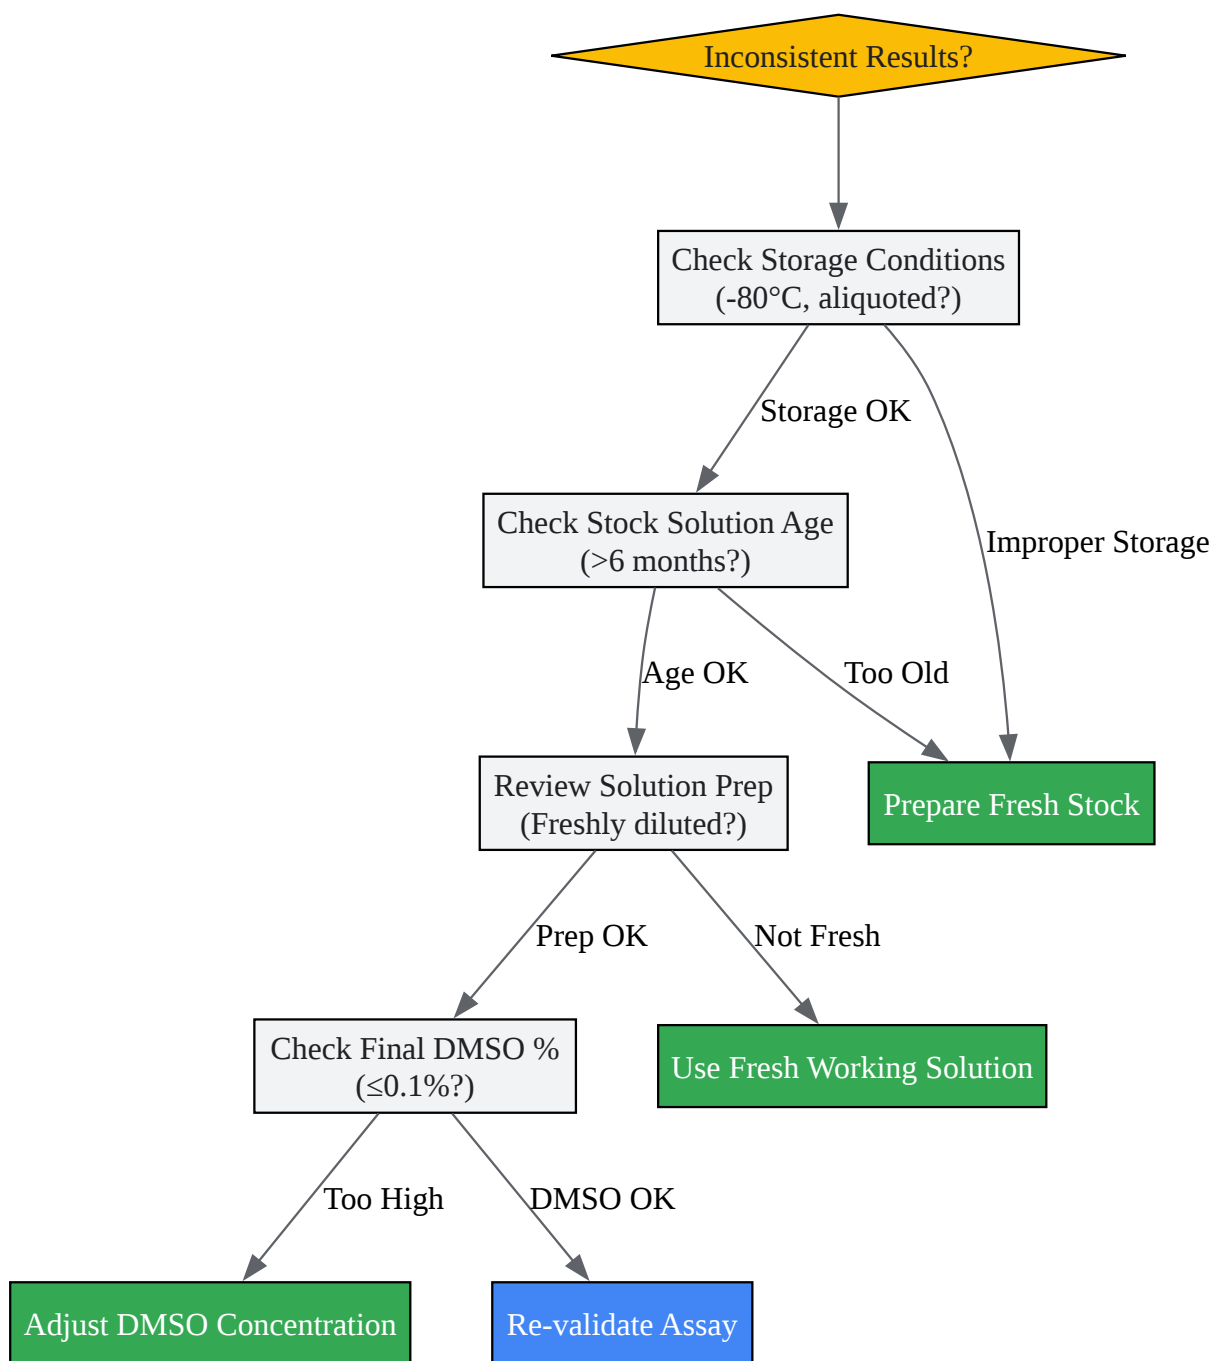 Inconsistent Results?
Check Storage Conditions
(-80°C, aliquoted?)
Storage OK
Check Stock Solution Age
(>6 months?)
Improper Storage
Age OK
Too Old
Review Solution Prep
(Freshly diluted?)
Prepare Fresh Stock
Prep OK
Not Fresh
Check Final DMSO %
(≤0.1%?)
Use Fresh Working Solution
Too High
DMSO OK
Adjust DMSO Concentration
Re-validate Assay